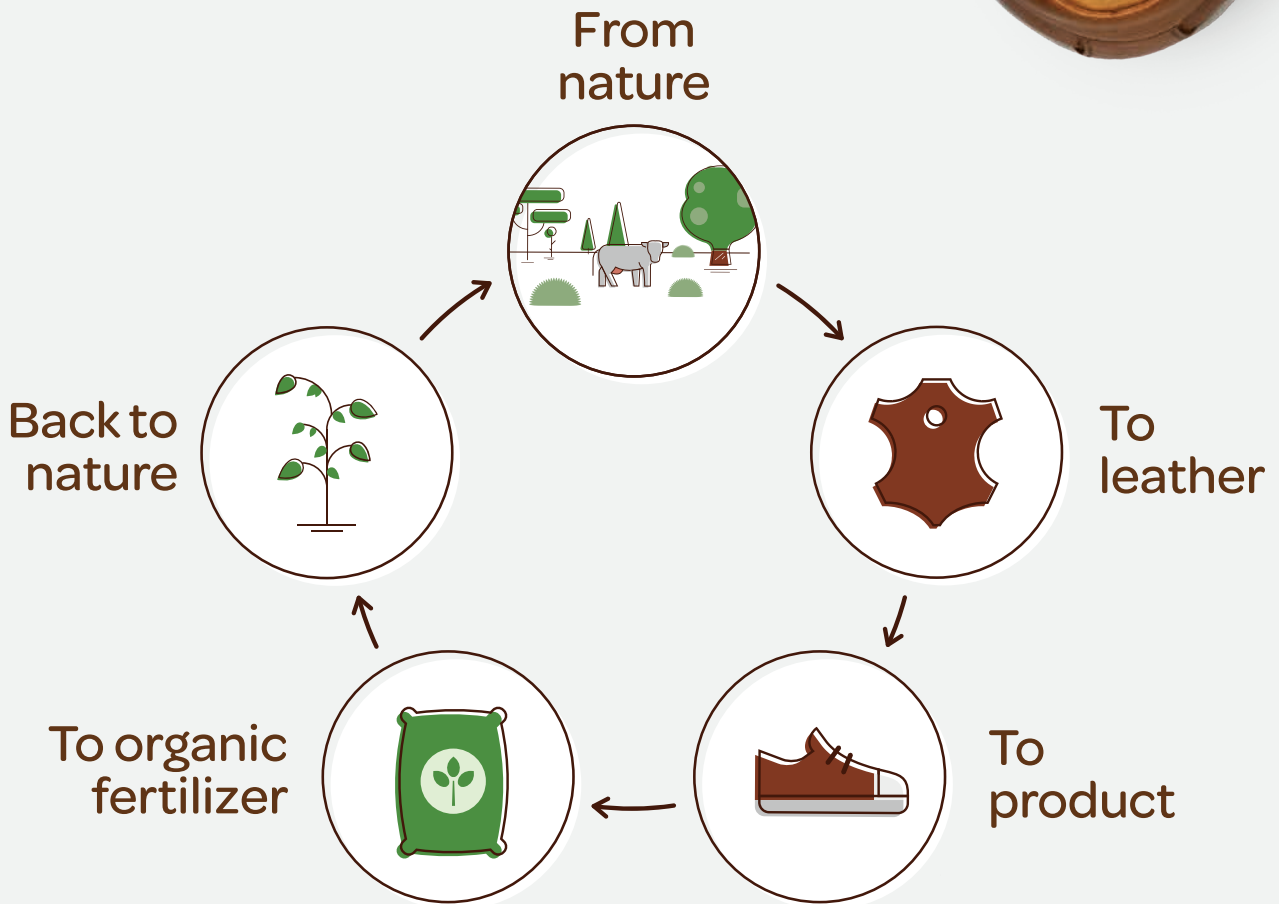 From
nature
To
leather
To
product
To organic
fertilizer
Back to
nature